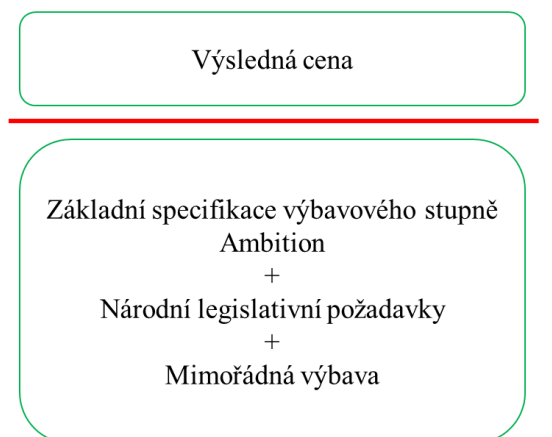 Výsledná cena
Základní specifikace výbavového stupně
Ambition
+
Národní legislativní požadavky
+
Mimořádná výbava